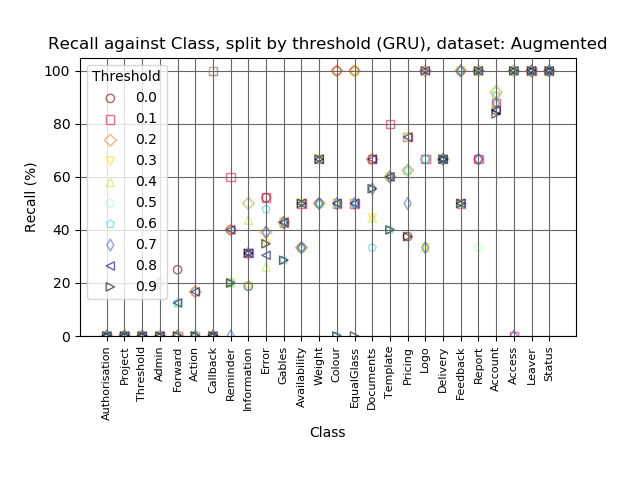 Recall against Class, split by threshold (GRU), dataset: Augmented
Recall (%)
100
80
60
40
20
0
Threshold
0.0
0.1
0.2
0.3
0.4
0.5
0.6
0.7
0.8
0.9
Authorisation
Project
Threshold
Admin
Forward
Action
Callback
Reminder
Information
Error
Gables
Availability
Weight
Colour
EqualGlass
Documents
Template
Pricing
Logo
Delivery
Feedback
Report
Account
Access
Leaver
Status
Class